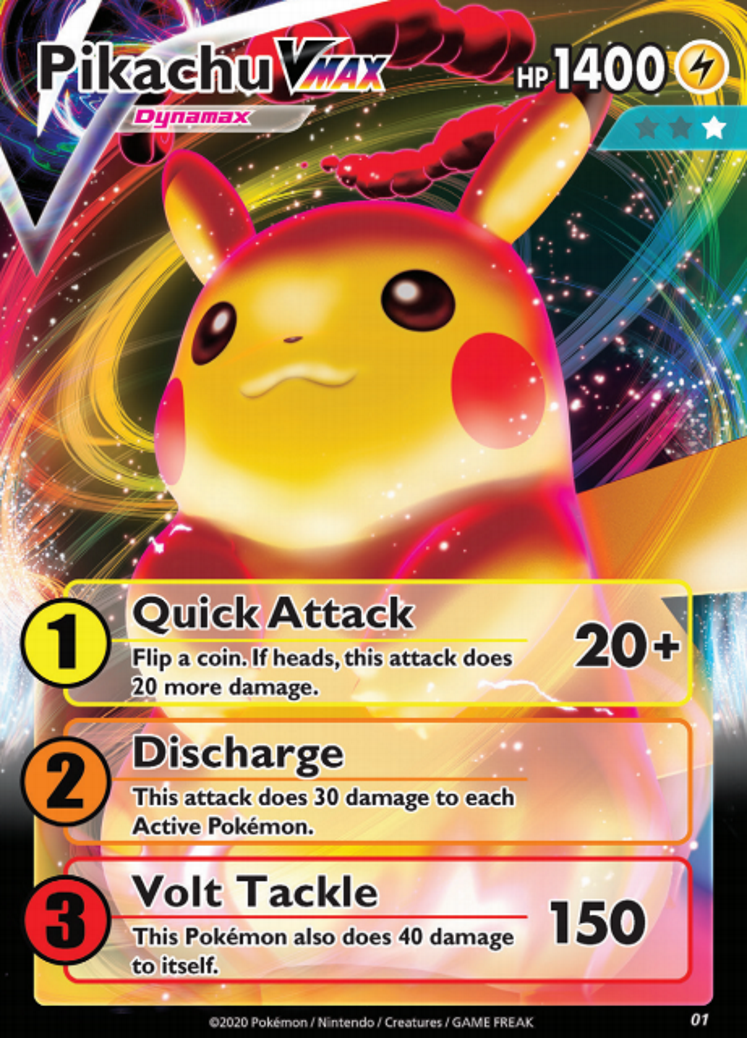 Pikachu VMAX HP 1400
Dynamax
1 Quick Attack 20+
Flip a coin. If heads, this attack does
20 more damage.
2 Discharge
This attack does 30 damage to each
Active Pokémon.
3 Volt Tackle 150
This Pokémon also does 40 damage
to itself.
©2020 Pokémon / Nintendo / Creatures / GAME FREAK 01